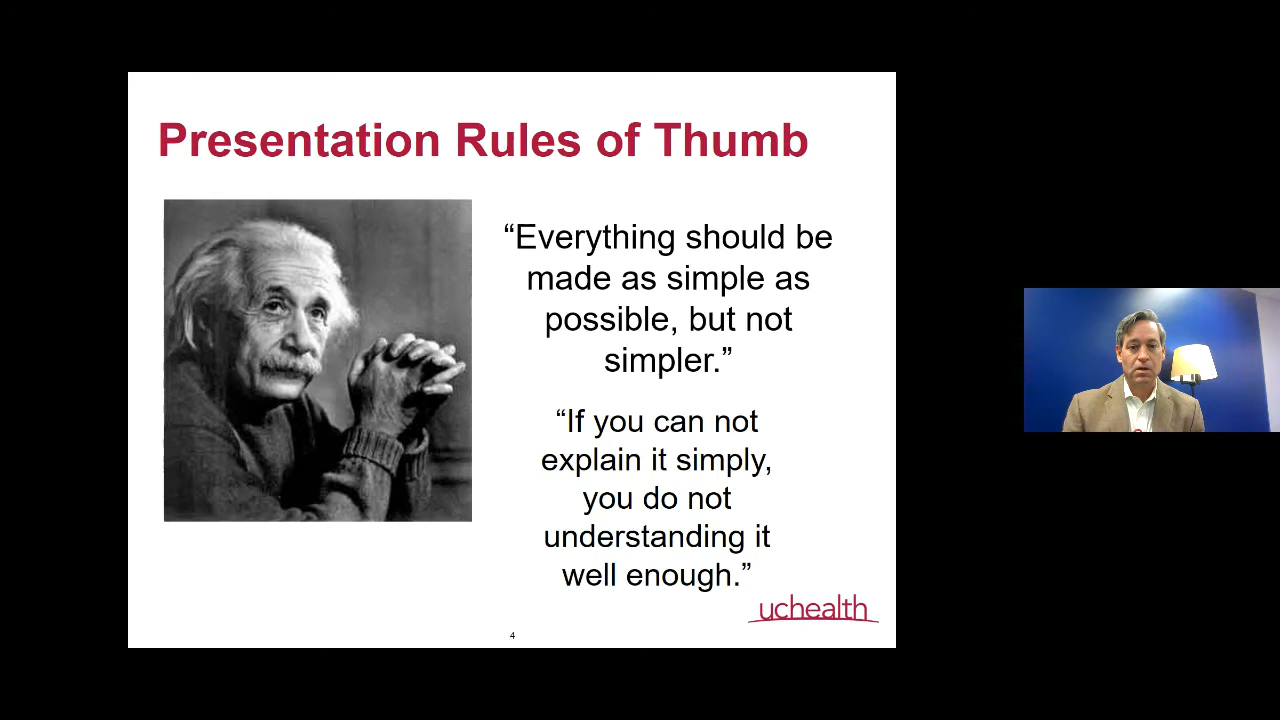 Presentation Rules of Thumb
“Everything should be
made as simple as
possible, but not
simpler.”
“If you can not
explain it simply,
you do not
understanding it
well enough.”
uchealth
4